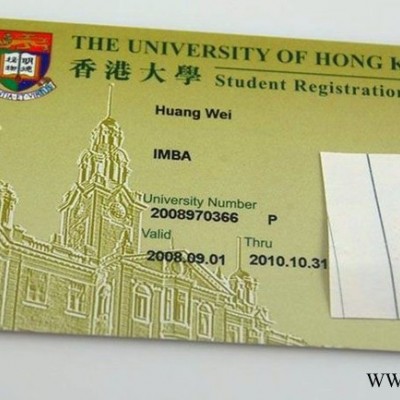 THE UNIVERSITY OF HONG K
香港大學 Student Registration
Huang Wei
IMBA
University Number
2008970366 P
Valid Thru
2008.09.01 2010.10.31
WW